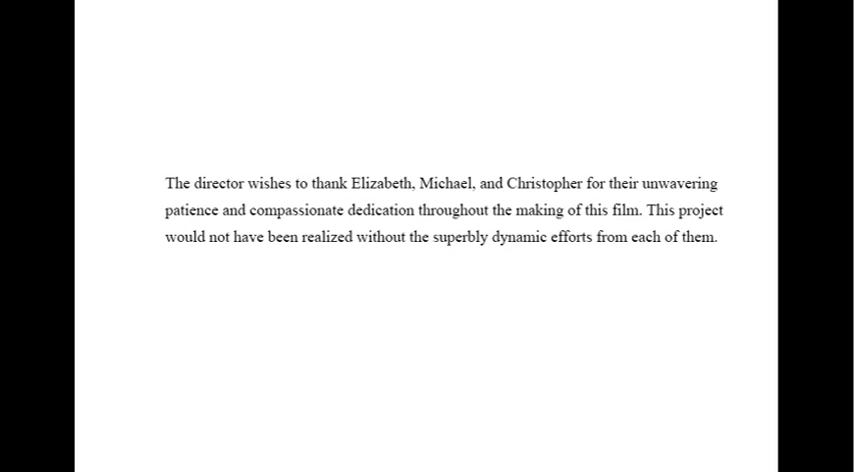 The director wishes to thank Elizabeth, Michael, and Christopher for their unwavering
patience and compassionate dedication throughout the making of this film. This project
would not have been realized without the superbly dynamic efforts from each of them.